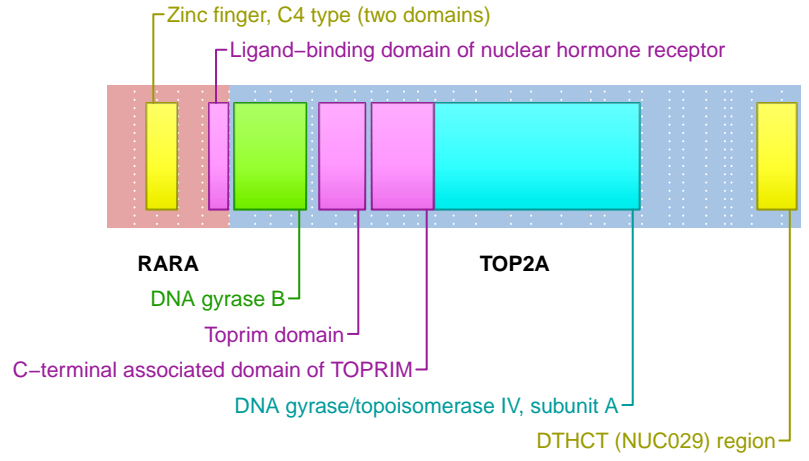 Zinc finger, C4 type (two domains)
Ligand−binding domain of nuclear hormone receptor
RARA
TOP2A
DNA gyrase B
Toprim domain
C−terminal associated domain of TOPRIM
DNA gyrase/topoisomerase IV, subunit A
DTHCT (NUC029) region